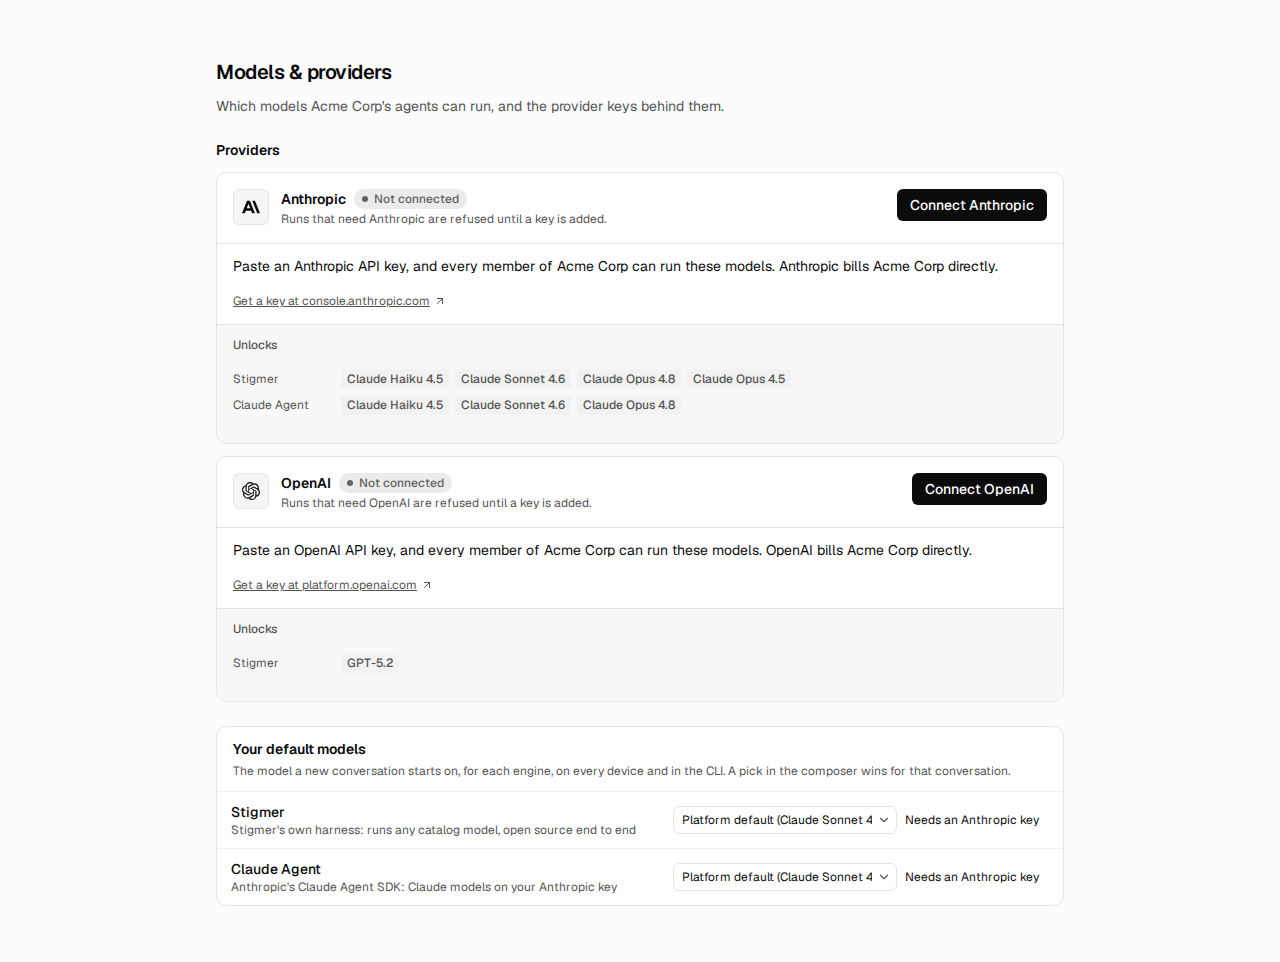 Models & providers
Which models Acme Corp's agents can run, and the provider keys behind them.
Providers
Anthropic
Not connected
Runs that need Anthropic are refused until a key is added.
Connect Anthropic
Paste an Anthropic API key, and every member of Acme Corp can run these models. Anthropic bills Acme Corp directly.
Get a key at console.anthropic.com
Unlocks
Stigmer Claude Haiku 4.5 Claude Sonnet 4.6 Claude Opus 4.8 Claude Opus 4.5
Claude Agent Claude Haiku 4.5 Claude Sonnet 4.6 Claude Opus 4.8
OpenAI
Not connected
Runs that need OpenAI are refused until a key is added.
Connect OpenAI
Paste an OpenAI API key, and every member of Acme Corp can run these models. OpenAI bills Acme Corp directly.
Get a key at platform.openai.com
Unlocks
Stigmer GPT-5.2
Your default models
The model a new conversation starts on, for each engine, on every device and in the CLI. A pick in the composer wins for that conversation.
Stigmer
Stigmer's own harness: runs any catalog model, open source end to end
Platform default (Claude Sonnet 4
Needs an Anthropic key
Claude Agent
Anthropic's Claude Agent SDK: Claude models on your Anthropic key
Platform default (Claude Sonnet 4
Needs an Anthropic key